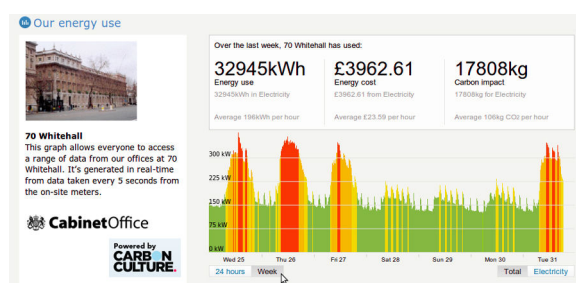 Our energy use
70 Whitehall
This graph allows everyone to access
a range of data from our offices at 70
Whitehall. It's generated in real-time
from data taken every 5 seconds from
the on-site meters.
CabinetOffice
Powered by
CARBON
CULTURE.
Over the last week, 70 Whitehall has used:
32945kWh
Energy use
32945kWh in Electricity
Average 196kWh per hour
£3962.61
Energy cost
£3962.61 from Electricity
Average £23.59 per hour
17808kg
Carbon impact
17808kg for Electricity
Average 106kg CO2 per hour
300 kW
225 kW
150 kW
75 kW
0 kW
Wed 25 Thu 26 Fri 27 Sat 28 Sun 29 Mon 30 Tue 31
24 hours Week Total Electricity